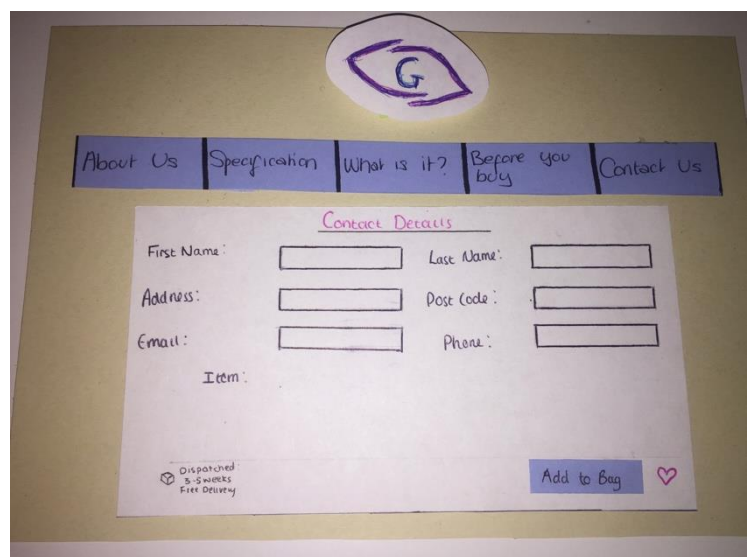 G
About Us
Specification
What is it?
Before you
buy
Contact Us
Contact Details
First Name:
Last Name:
Address:
Post Code:
Email:
Phone:
Item:
Dispatched
3-5 weeks
Free Delivery
Add to Bag